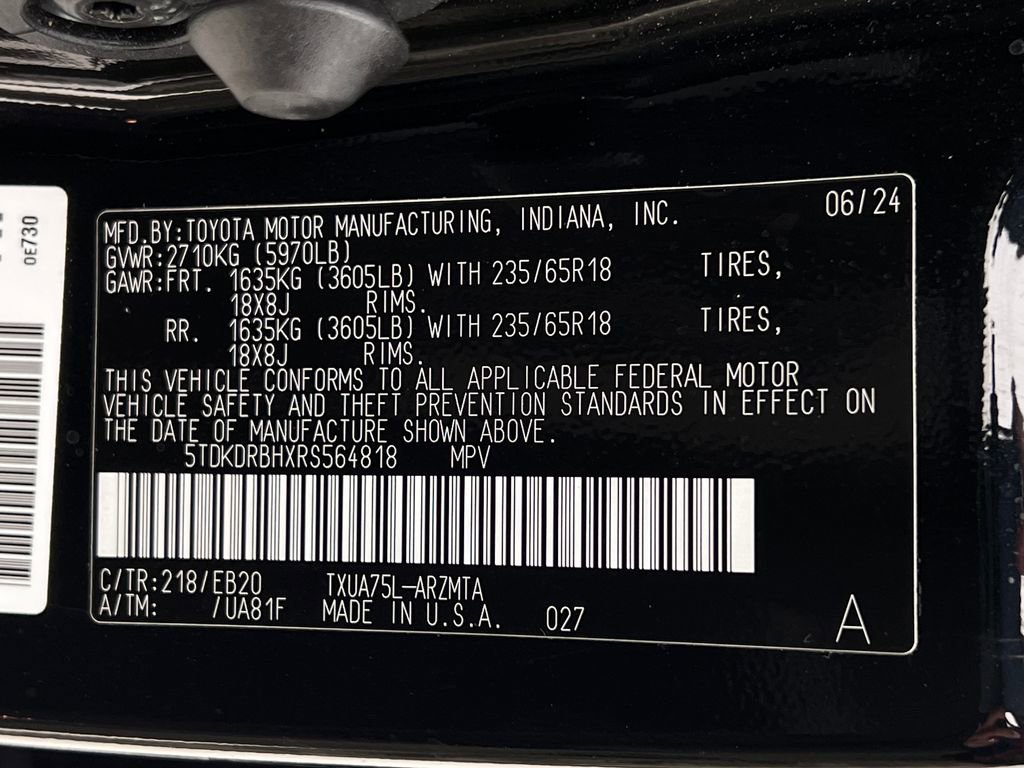 06/24
MFD.BY:TOYOTA MOTOR MANUFACTURING, INDIANA, INC.
GVWR:2710KG (5970LB)
GAWR:FRT. 1635KG (3605LB) WITH 235/65R18 TIRES,
18X8J RIMS.
RR. 1635KG (3605LB) WITH 235/65R18 TIRES,
18X8J RIMS.
THIS VEHICLE CONFORMS TO ALL APPLICABLE FEDERAL MOTOR
VEHICLE SAFETY AND THEFT PREVENTION STANDARDS IN EFFECT ON
THE DATE OF MANUFACTURE SHOWN ABOVE.
5TDKDRBHXRS564818 MPV
C/TR:218/EB20 TXUA75L-ARZMTA
A/TM: /UA81F MADE IN U.S.A. 027 A
0E730